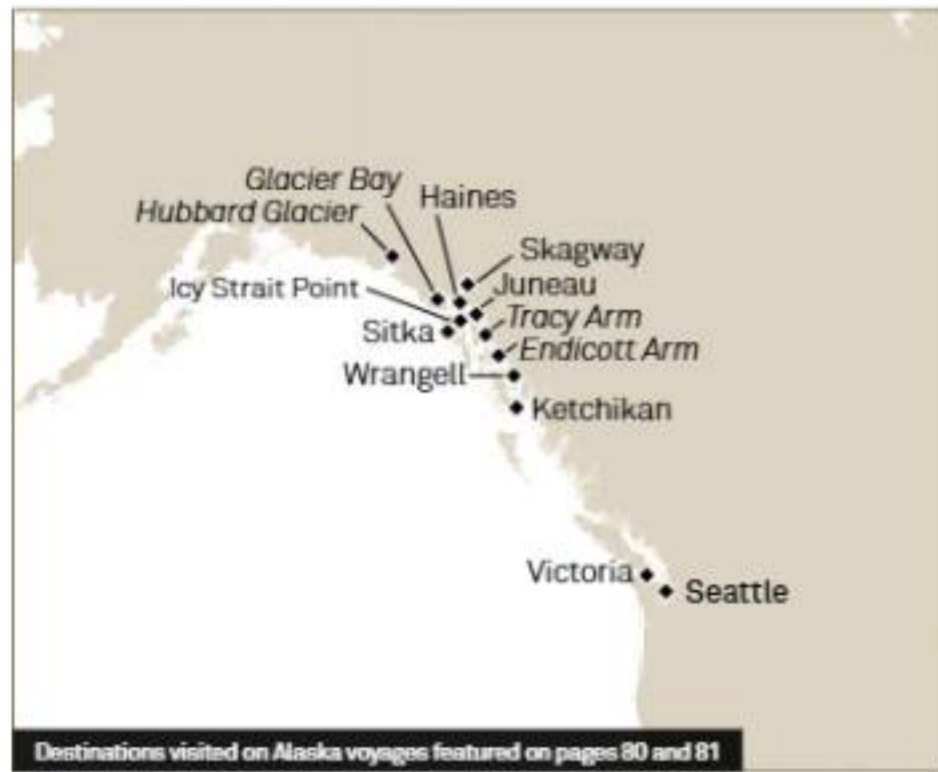 Glacier Bay
Hubbard Glacier
Haines
Skagway
Icy Strait Point
Juneau
Sitka
Tracy Arm
Endicott Arm
Wrangell
Ketchikan
Victoria
Seattle
Destinations visited on Alaska voyages featured on pages 80 and 81